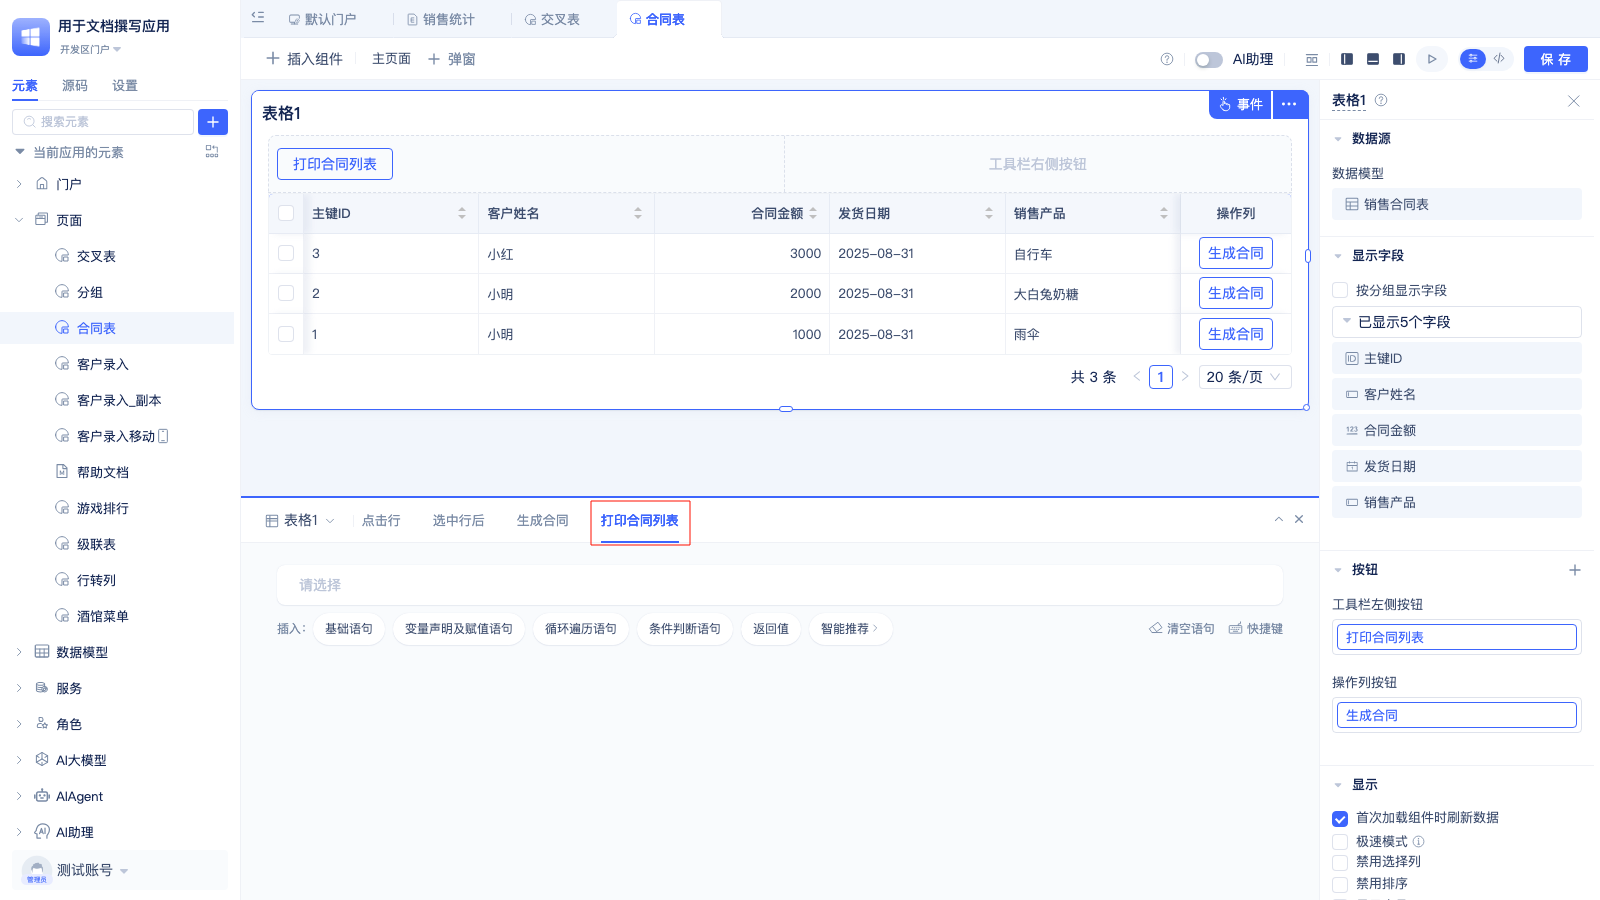 用于文档撰写应用
开发区门户
元素 源码 设置
搜索元素
当前应用的元素
门户
页面
交叉表
分组
合同表
客户录入
客户录入_副本
客户录入移动
帮助文档
游戏排行
级联表
行转列
酒馆菜单
数据模型
服务
角色
AI大模型
AIAgent
AI助理
管理员
测试账号
默认门户 销售统计 交叉表 合同表
插入组件 主页面 弹窗
AI助理
保存
表格1
事件
打印合同列表 工具栏右侧按钮
主键ID 客户姓名 合同金额 发货日期 销售产品 操作列
3 小红 3000 2025-08-31 自行车 生成合同
2 小明 2000 2025-08-31 大白兔奶糖 生成合同
1 小明 1000 2025-08-31 雨伞 生成合同
共 3 条 1 20 条/页
表格1 点击行 选中行后 生成合同 打印合同列表
请选择
插入: 基础语句 变量声明及赋值语句 循环遍历语句 条件判断语句 返回值 智能推荐 清空语句 快捷键
表格1
数据源
数据模型
销售合同表
显示字段
按分组显示字段
已显示5个字段
ID 主键ID
客户姓名
123 合同金额
发货日期
销售产品
按钮
工具栏左侧按钮
打印合同列表
操作列按钮
生成合同
显示
首次加载组件时刷新数据
极速模式
禁用选择列
禁用排序